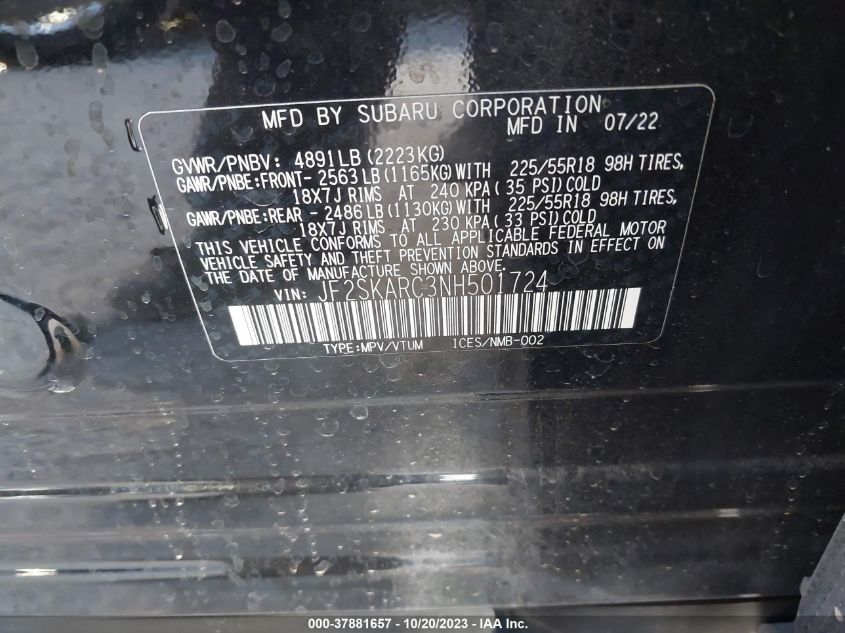 MFD BY SUBARU CORPORATION
MFD IN 07/22
GVWR/PNBV: 4891LB(2223KG)
GAWR/PNBE:FRONT- 2563LB(1165KG)WITH 225/55R18 98H TIRES,
18X7J RIMS AT 240 KPA( 35 PSI)COLD
GAWR/PNBE:REAR - 2486LB(1130KG)WITH 225/55R18 98H TIRES,
18X7J RIMS AT 230 KPA( 33 PSI)COLD
THIS VEHICLE CONFORMS TO ALL APPLICABLE FEDERAL MOTOR
VEHICLE SAFETY AND THEFT PREVENTION STANDARDS IN EFFECT ON
THE DATE OF MANUFACTURE SHOWN ABOVE.
VIN: JF2SKARC3NH501724
TYPE:MPV/VTUM ICES/NMB-002
000-37881657 - 10/20/2023 - IAA Inc.